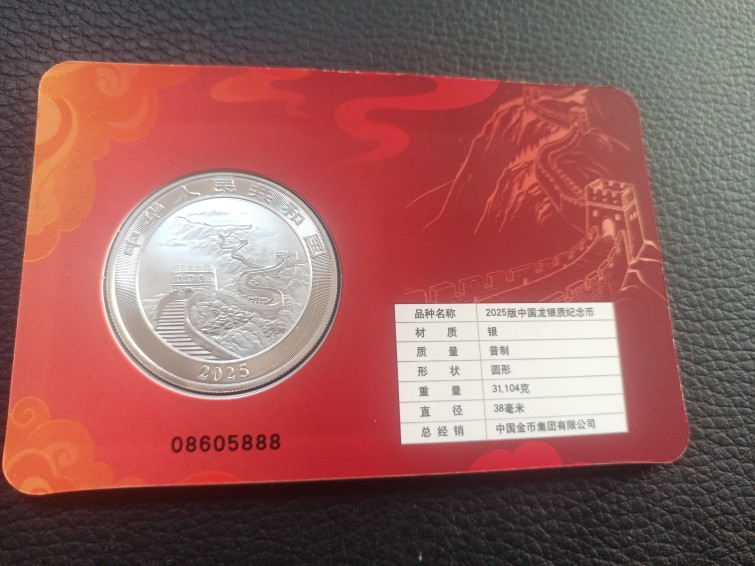 中华人民共和国
2025
08605888
品种名称 2025版中国龙银质纪念币
材 质 银
质 量 普制
形 状 圆形
重 量 31.104克
直 径 38毫米
总 经 销 中国金币集团有限公司